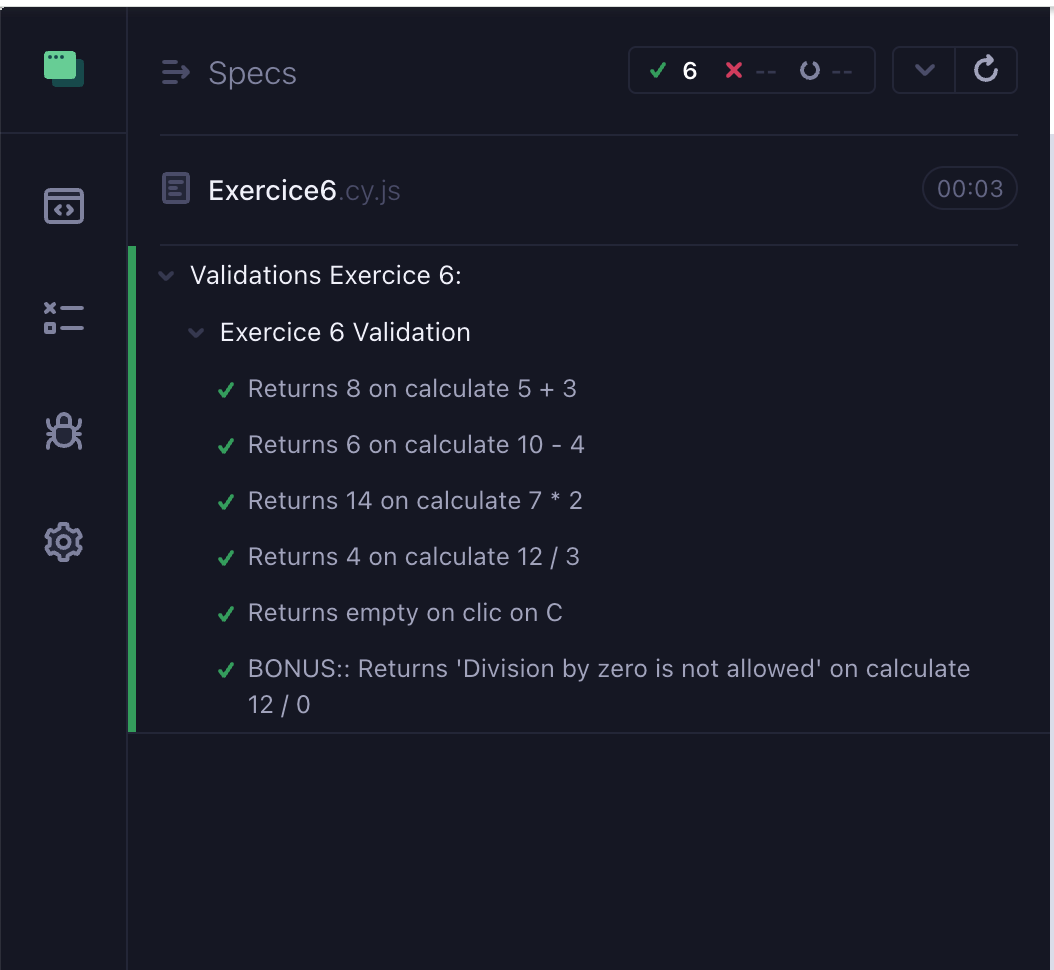 Specs
6 -- --
Exercice6.cy.js
00:03
Validations Exercice 6:
Exercice 6 Validation
Returns 8 on calculate 5 + 3
Returns 6 on calculate 10 - 4
Returns 14 on calculate 7 * 2
Returns 4 on calculate 12 / 3
Returns empty on clic on C
BONUS:: Returns 'Division by zero is not allowed' on calculate
12 / 0